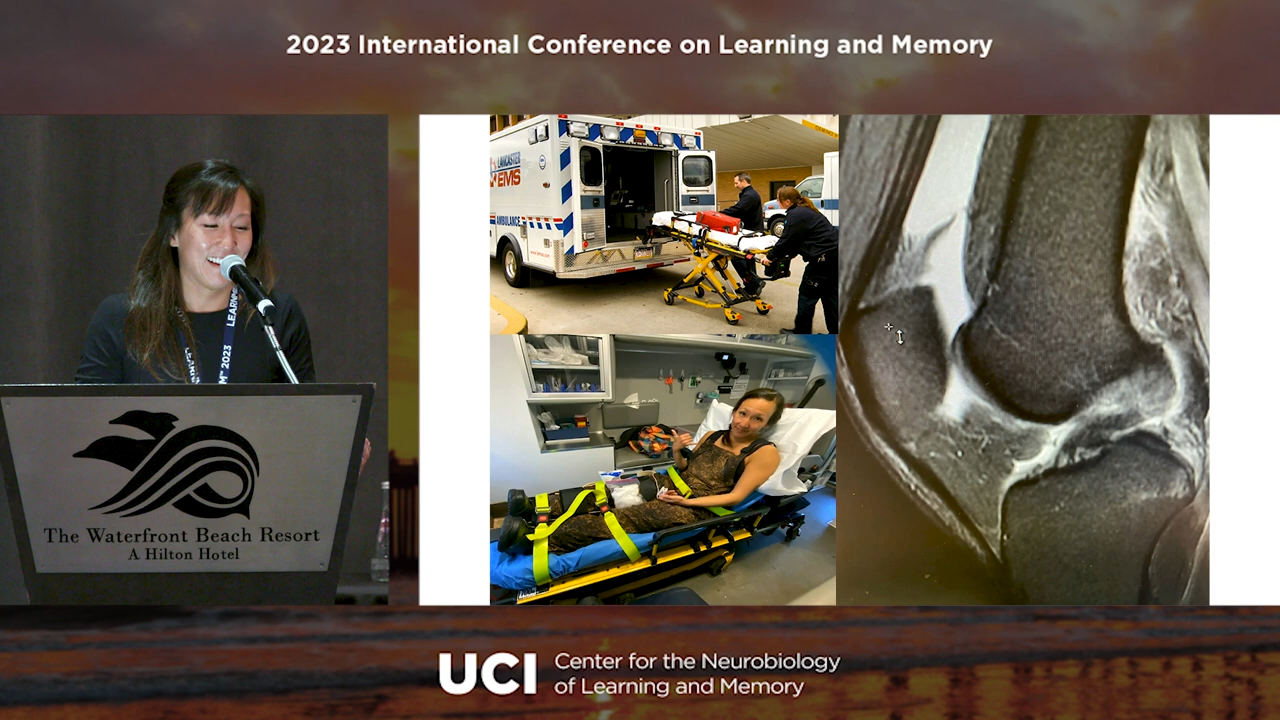 2023 International Conference on Learning and Memory
LANCASTER
EMS
AMBULANCE
LEARNING
M 2023
The Waterfront Beach Resort
A Hilton Hotel
UCI
Center for the Neurobiology
of Learning and Memory